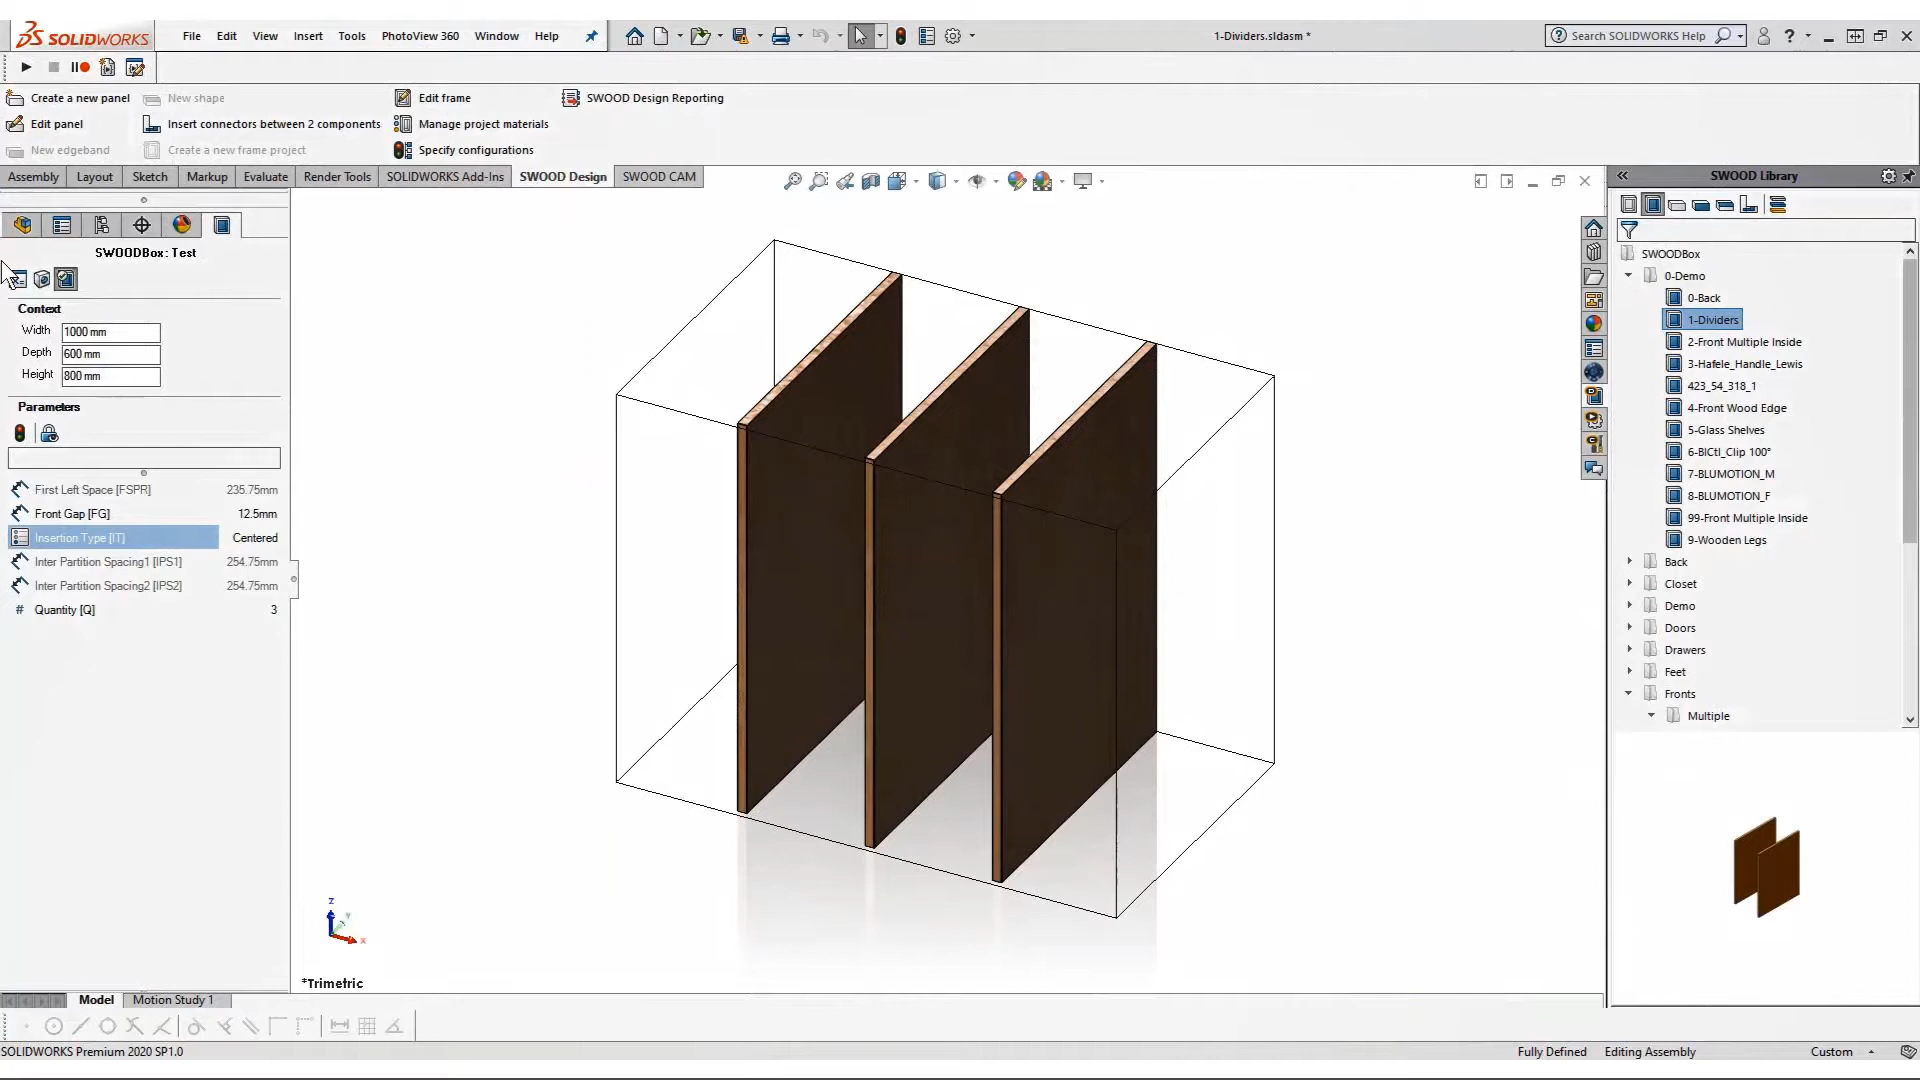 SOLIDWORKS File Edit View Insert Tools PhotoView 360 Window Help 1-Dividers.sldasm * Search SOLIDWORKS Help
Create a new panel New shape Edit frame SWOOD Design Reporting
Edit panel Insert connectors between 2 components Manage project materials
New edgeband Create a new frame project Specify configurations
Assembly Layout Sketch Markup Evaluate Render Tools SOLIDWORKS Add-Ins SWOOD Design SWOOD CAM
SWOODBox: Test
Context
Width 1000 mm
Depth 600 mm
Height 800 mm
Parameters
First Left Space [FSPR] 235.75mm
Front Gap [FG] 12.5mm
Insertion Type [IT] Centered
Inter Partition Spacing1 [IPS1] 254.75mm
Inter Partition Spacing2 [IPS2] 254.75mm
# Quantity [Q] 3
Z
Y
X
*Trimetric
SWOOD Library
SWOODBox
0-Demo
0-Back
1-Dividers
2-Front Multiple Inside
3-Hafele_Handle_Lewis
423_54_318_1
4-Front Wood Edge
5-Glass Shelves
6-BlCtl_Clip 100°
7-BLUMOTION_M
8-BLUMOTION_F
99-Front Multiple Inside
9-Wooden Legs
Back
Closet
Demo
Doors
Drawers
Feet
Fronts
Multiple
Model Motion Study 1
SOLIDWORKS Premium 2020 SP1.0 Fully Defined Editing Assembly Custom